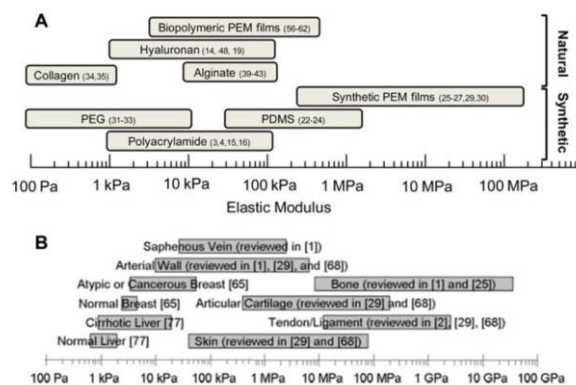 A
Biopolymeric PEM films (56-62)
Hyaluronan (14, 48, 19)
Collagen (34,35) Alginate (39-43)
Natural
Synthetic PEM films (25-27,29,30)
PEG (31-33) PDMS (22-24)
Polyacrylamide (3,4,15,16)
Synthetic
100 Pa 1 kPa 10 kPa 100 kPa 1 MPa 10 MPa 100 MPa
Elastic Modulus
B
Saphenous Vein (reviewed in [1])
Arterial Wall (reviewed in [1], [29], and [68])
Atypic or Cancerous Breast [65] Bone (reviewed in [1] and [25])
Normal Breast [65] Articular Cartilage (reviewed in [29] and [68])
Cirrhotic Liver [77] Tendon/Ligament (reviewed in [2], [29], [68])
Normal Liver [77] Skin (reviewed in [29] and [68])
100 Pa 1 kPa 10 kPa 100 kPa 1 MPa 10 MPa 100 MPa 1 GPa 10 GPa 100 GPa